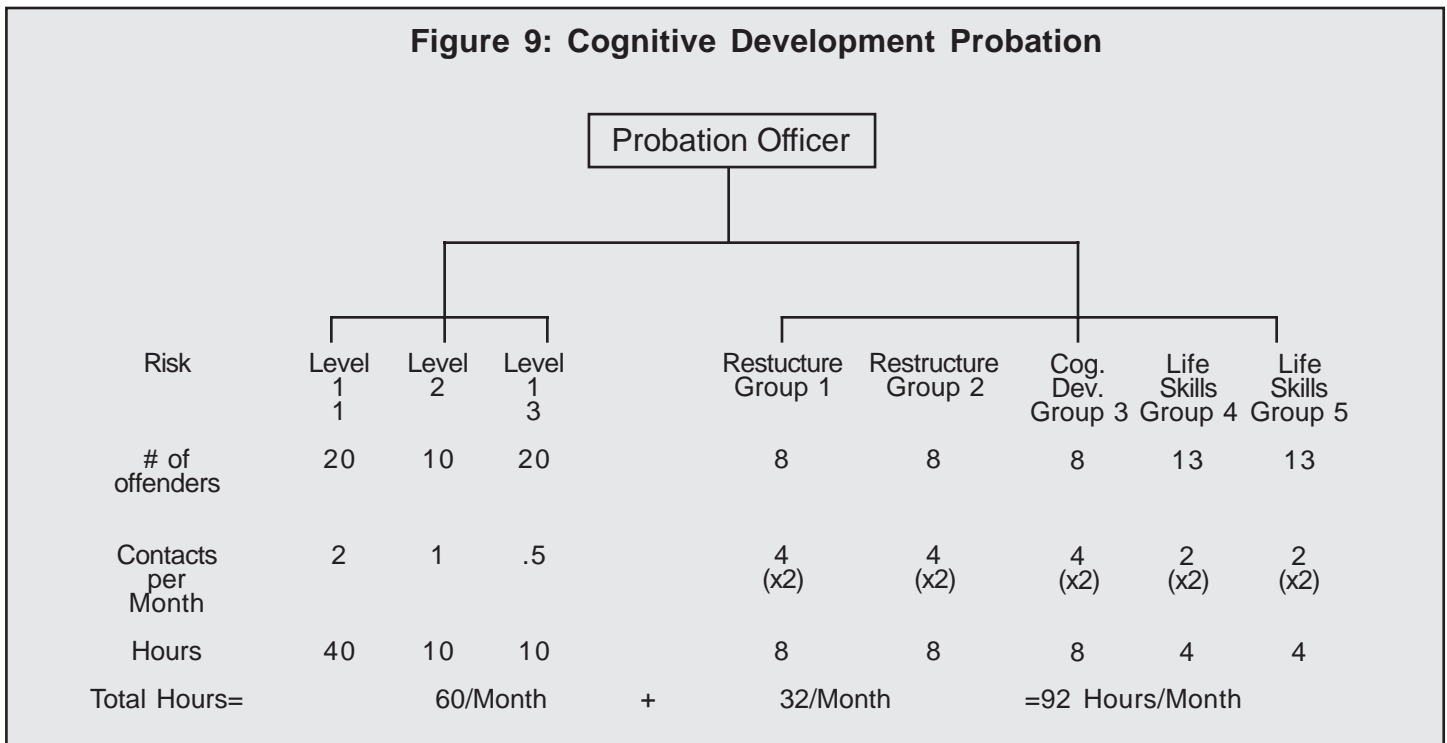 Figure 9: Cognitive Development Probation
Probation Officer
Risk
Level
1
1
Level
2
Level
1
3
Restucture
Group 1
Restructure
Group 2
Cog.
Dev.
Group 3
Life
Skills
Group 4
Life
Skills
Group 5
# of
offenders
20 10 20 8 8 8 13 13
Contacts
per
Month
2 1 .5 4 4 4 2 2
(x2) (x2) (x2) (x2) (x2)
Hours 40 10 10 8 8 8 4 4
Total Hours= 60/Month + 32/Month =92 Hours/Month